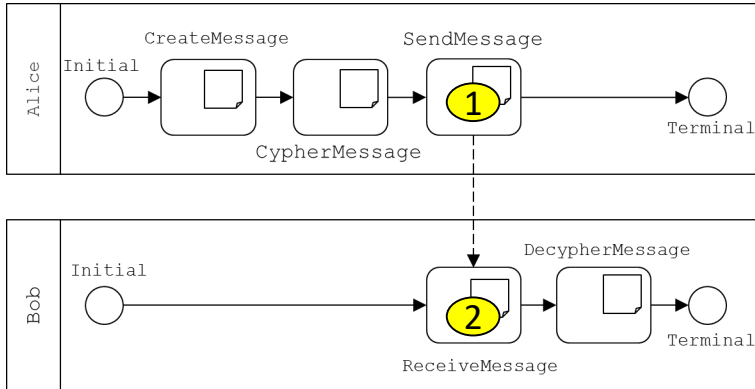 Alice
Initial
CreateMessage
CypherMessage
SendMessage
1
Terminal
Bob
Initial
2
ReceiveMessage
DecypherMessage
Terminal